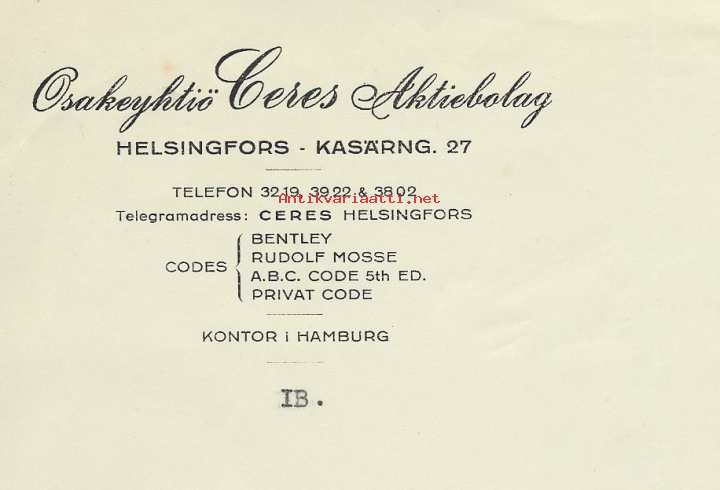 Osakeyhtiö Ceres Aktiebolag
HELSINGFORS - KASÄRNG. 27
TELEFON 3219, 3922 & 3802
Antikvariaatti.net
Telegramadress: CERES HELSINGFORS
CODES
BENTLEY
RUDOLF MOSSE
A.B.C. CODE 5th ED.
PRIVAT CODE
KONTOR i HAMBURG
IB.